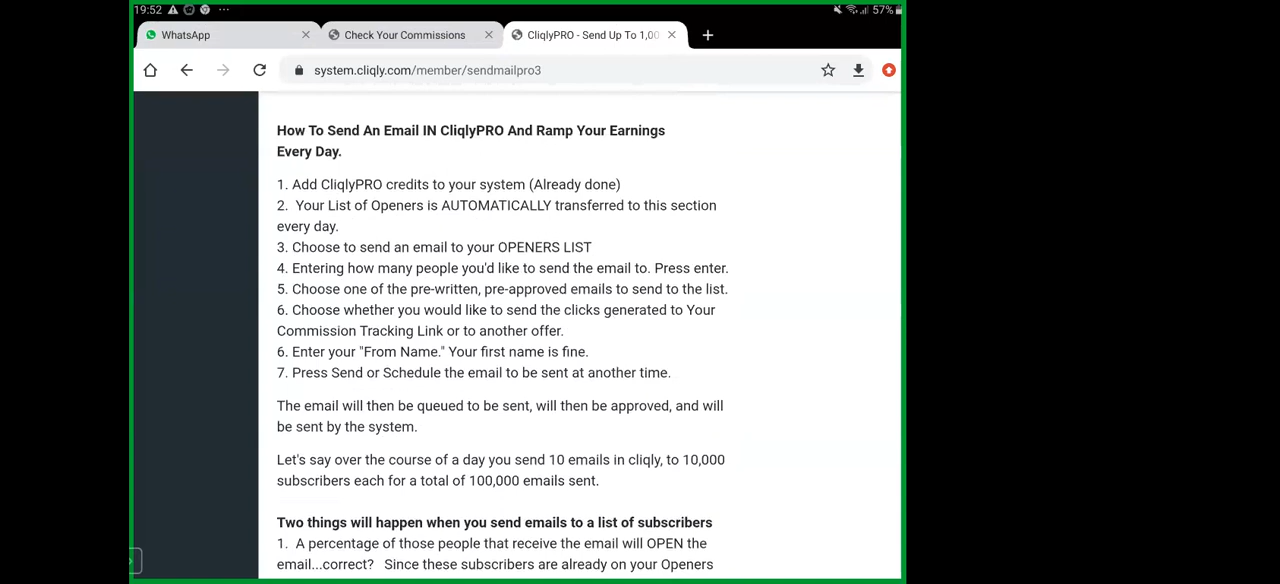 19:52
57%
WhatsApp
Check Your Commissions
CliqlyPRO - Send Up To 1,00
system.cliqly.com/member/sendmailpro3
How To Send An Email IN CliqlyPRO And Ramp Your Earnings
Every Day.
1. Add CliqlyPRO credits to your system (Already done)
2.  Your List of Openers is AUTOMATICALLY transferred to this section
every day.
3. Choose to send an email to your OPENERS LIST
4. Entering how many people you'd like to send the email to. Press enter.
5. Choose one of the pre-written, pre-approved emails to send to the list.
6. Choose whether you would like to send the clicks generated to Your
Commission Tracking Link or to another offer.
6. Enter your "From Name." Your first name is fine.
7. Press Send or Schedule the email to be sent at another time.
The email will then be queued to be sent, will then be approved, and will
be sent by the system.
Let's say over the course of a day you send 10 emails in cliqly, to 10,000
subscribers each for a total of 100,000 emails sent.
Two things will happen when you send emails to a list of subscribers
1.  A percentage of those people that receive the email will OPEN the
email...correct?   Since these subscribers are already on your Openers